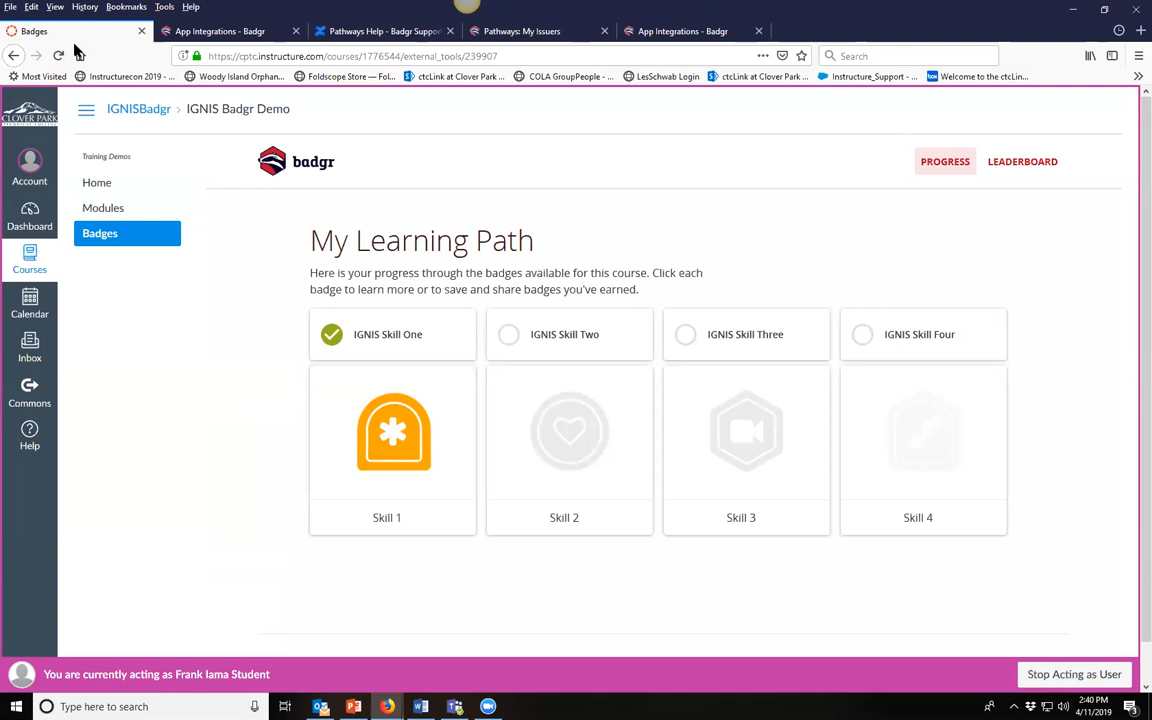 File Edit View History Bookmarks Tools Help
Badges App Integrations - Badgr Pathways Help - Badgr Suppor Pathways: My Issuers App Integrations - Badgr
https://cptc.instructure.com/courses/1776544/external_tools/239907 Search
Most Visited Instructurecon 2019 - ... Woody Island Orphan... Foldscope Store — Fol... ctcLink at Clover Park ... COLA GroupPeople - ... LesSchwab Login ctcLink at Clover Park ... Instructure_Support - ... Welcome to the ctcLin...
CLOVER PARK
IGNISBadgr › IGNIS Badgr Demo
Account
Dashboard
Courses
Calendar
Inbox
Commons
Help
Training Demos
Home
Modules
Badges
badgr PROGRESS LEADERBOARD
My Learning Path
Here is your progress through the badges available for this course. Click each
badge to learn more or to save and share badges you've earned.
IGNIS Skill One IGNIS Skill Two IGNIS Skill Three IGNIS Skill Four
Skill 1 Skill 2 Skill 3 Skill 4
You are currently acting as Frank Iama Student Stop Acting as User
Type here to search
2:40 PM
4/11/2019
3